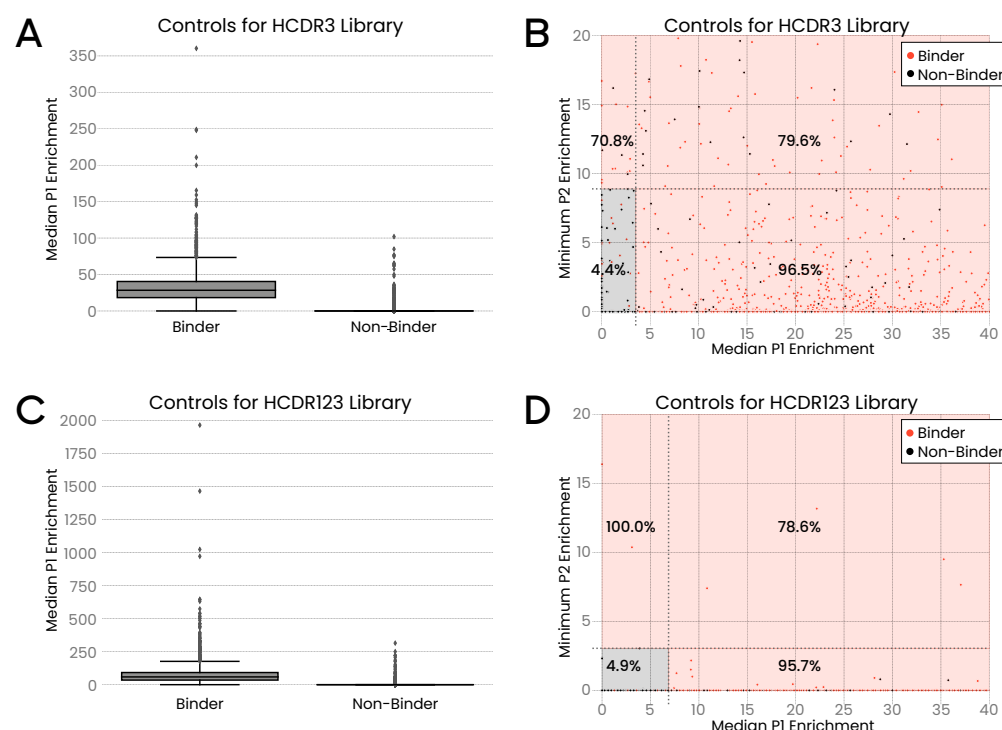 A
Controls for HCDR3 Library
Median P1 Enrichment
350
300
250
200
150
100
50
0
Binder
Non-Binder
B
Controls for HCDR3 Library
Binder
Non-Binder
Minimum P2 Enrichment
20
15
10
5
0
70.8%
79.6%
4.4%
96.5%
0 5 10 15 20 25 30 35 40
Median P1 Enrichment
C
Controls for HCDR123 Library
Median P1 Enrichment
2000
1750
1500
1250
1000
750
500
250
0
Binder
Non-Binder
D
Controls for HCDR123 Library
Binder
Non-Binder
Minimum P2 Enrichment
20
15
10
5
0
100.0%
78.6%
4.9%
95.7%
0 5 10 15 20 25 30 35 40
Median P1 Enrichment